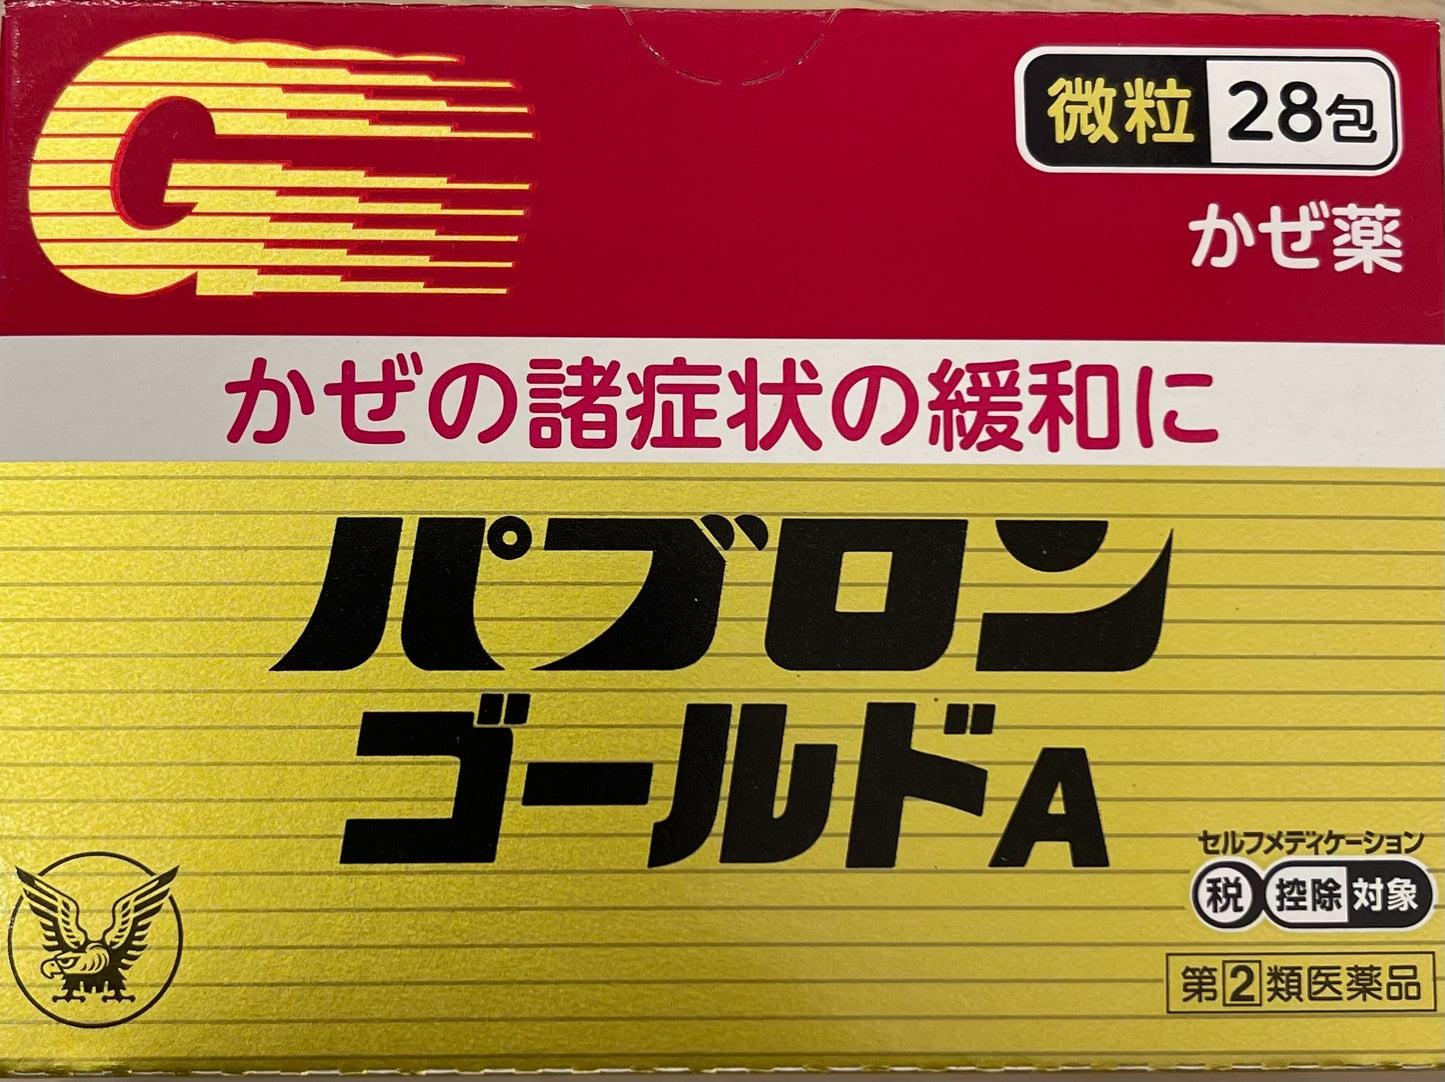 微粒 28包
かぜ薬
かぜの諸症状の緩和に
パブロン
ゴールドA
セルフメディケーション
税 控除対象
第2類医薬品